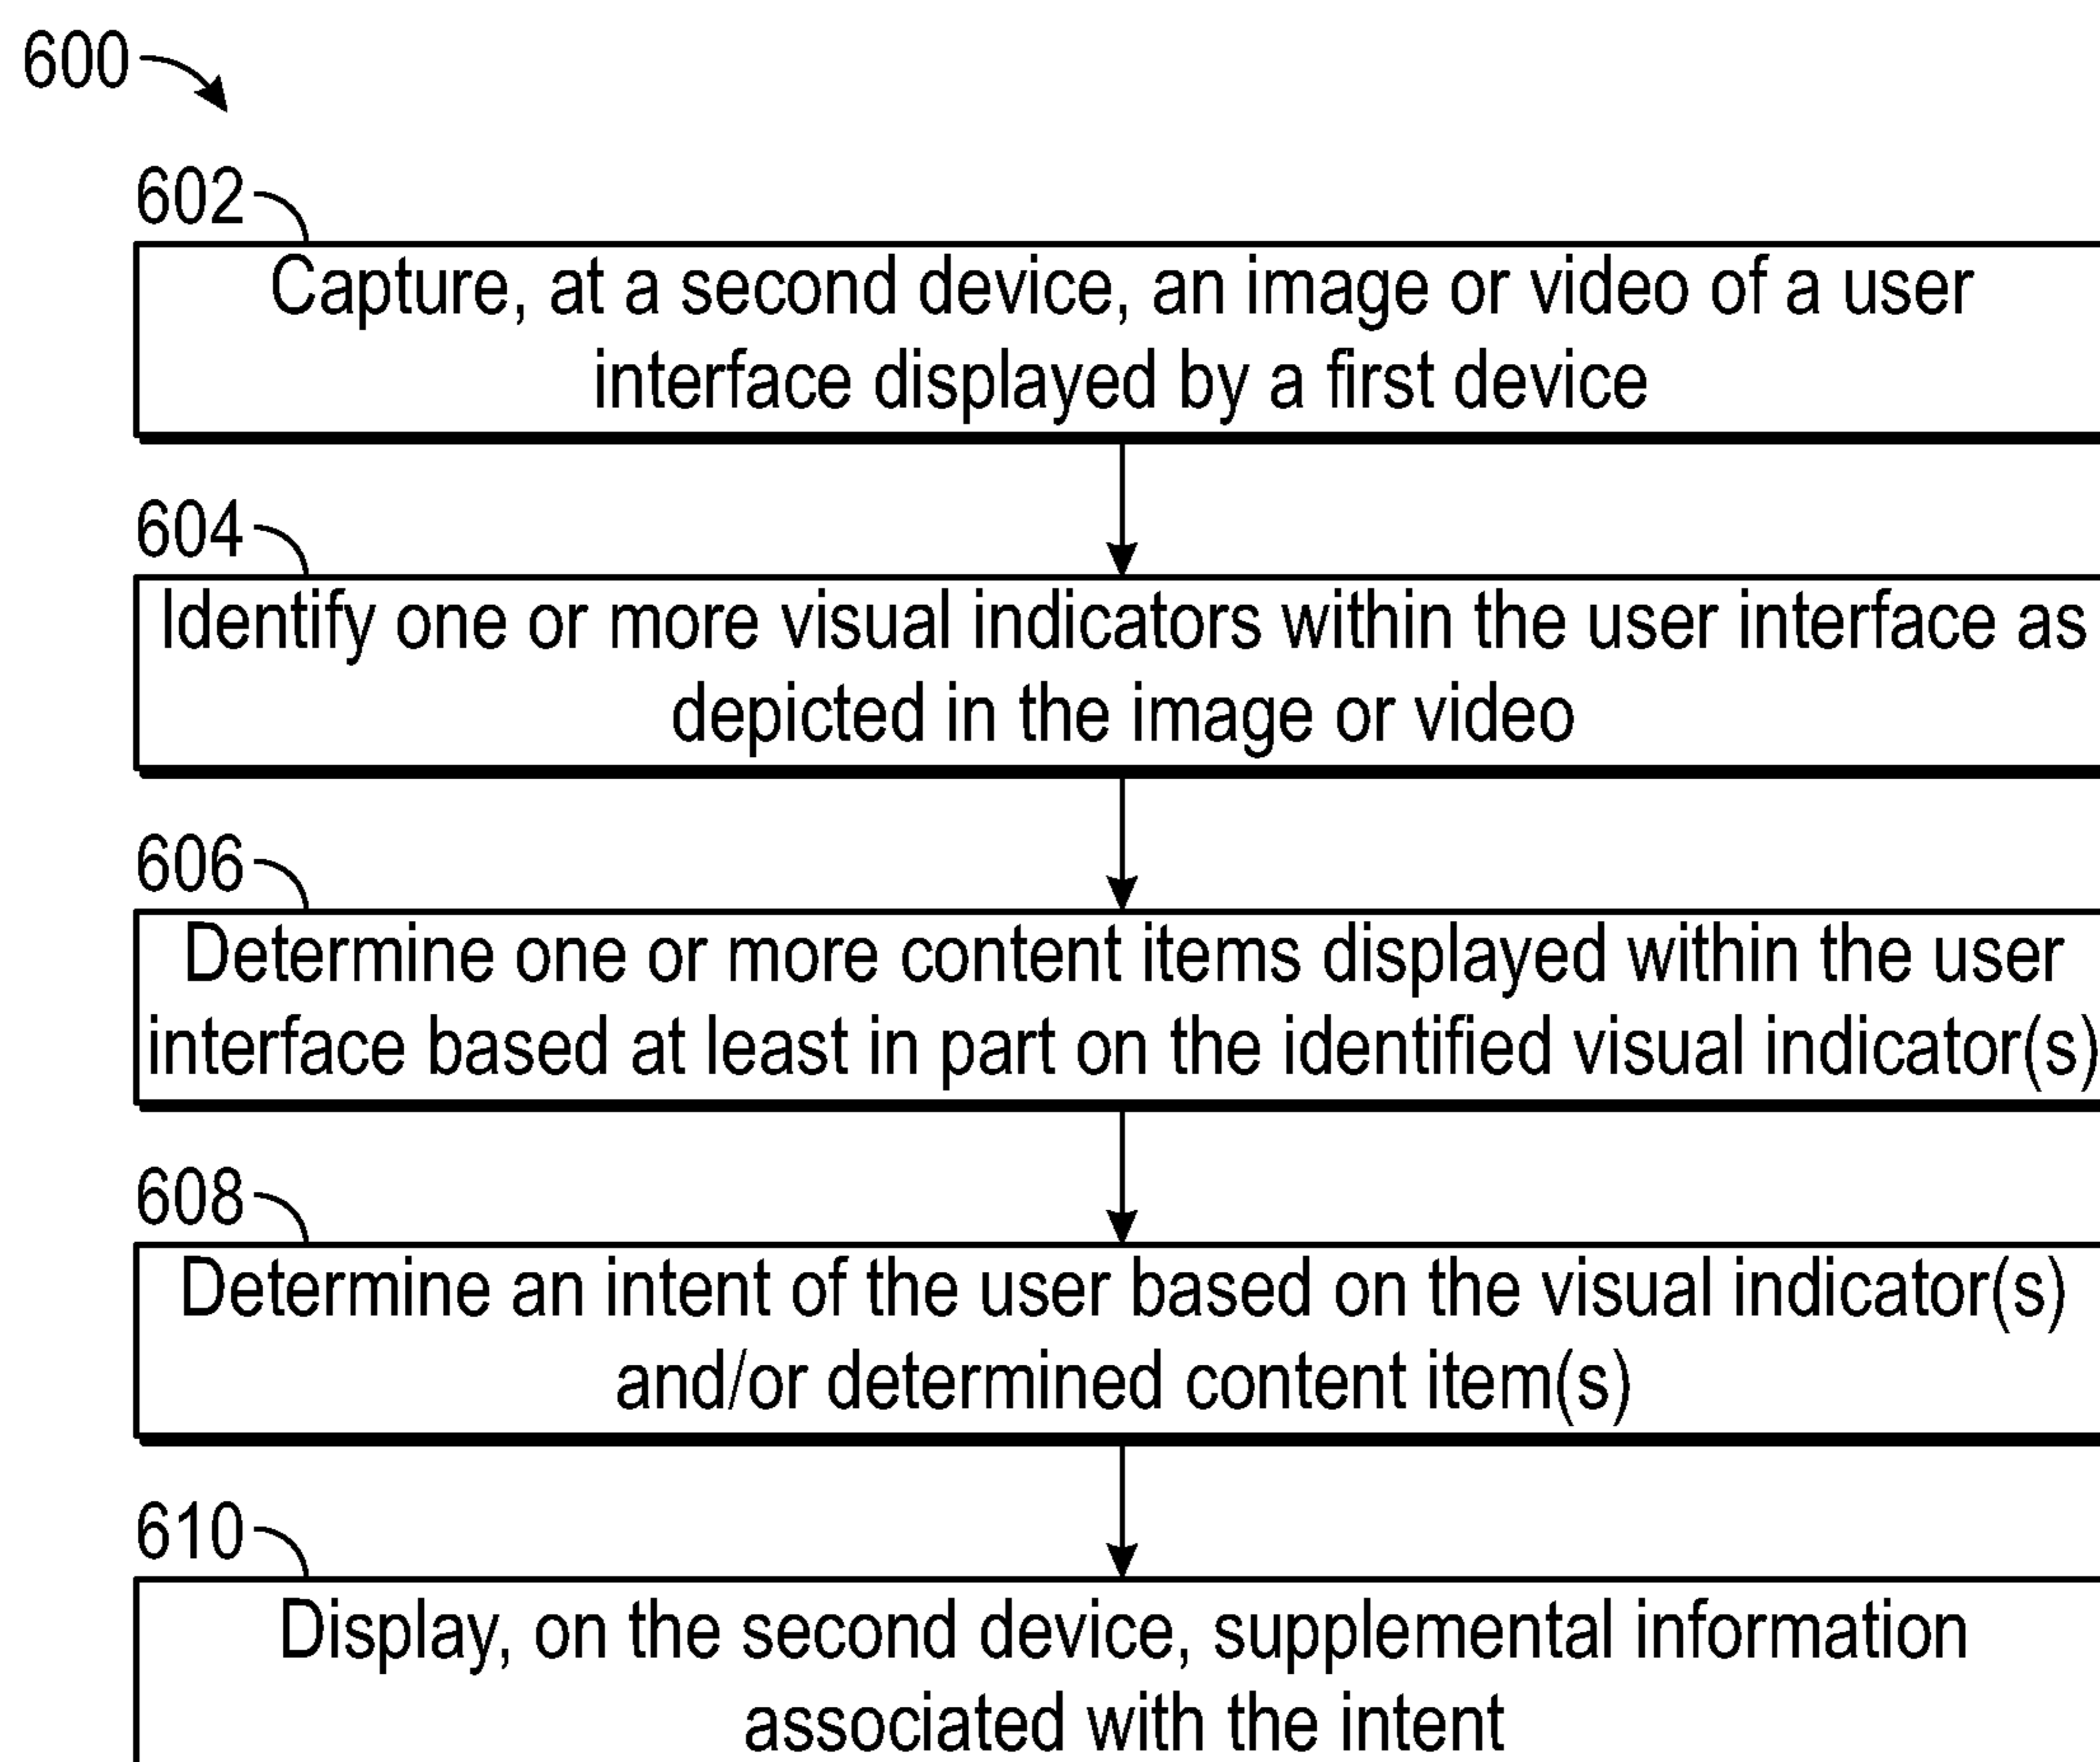 600
602
Capture, at a second device, an image or video of a user
interface displayed by a first device
604
Identify one or more visual indicators within the user interface as
depicted in the image or video
606
Determine one or more content items displayed within the user
interface based at least in part on the identified visual indicator(s)
608
Determine an intent of the user based on the visual indicator(s)
and/or determined content item(s)
610
Display, on the second device, supplemental information
associated with the intent